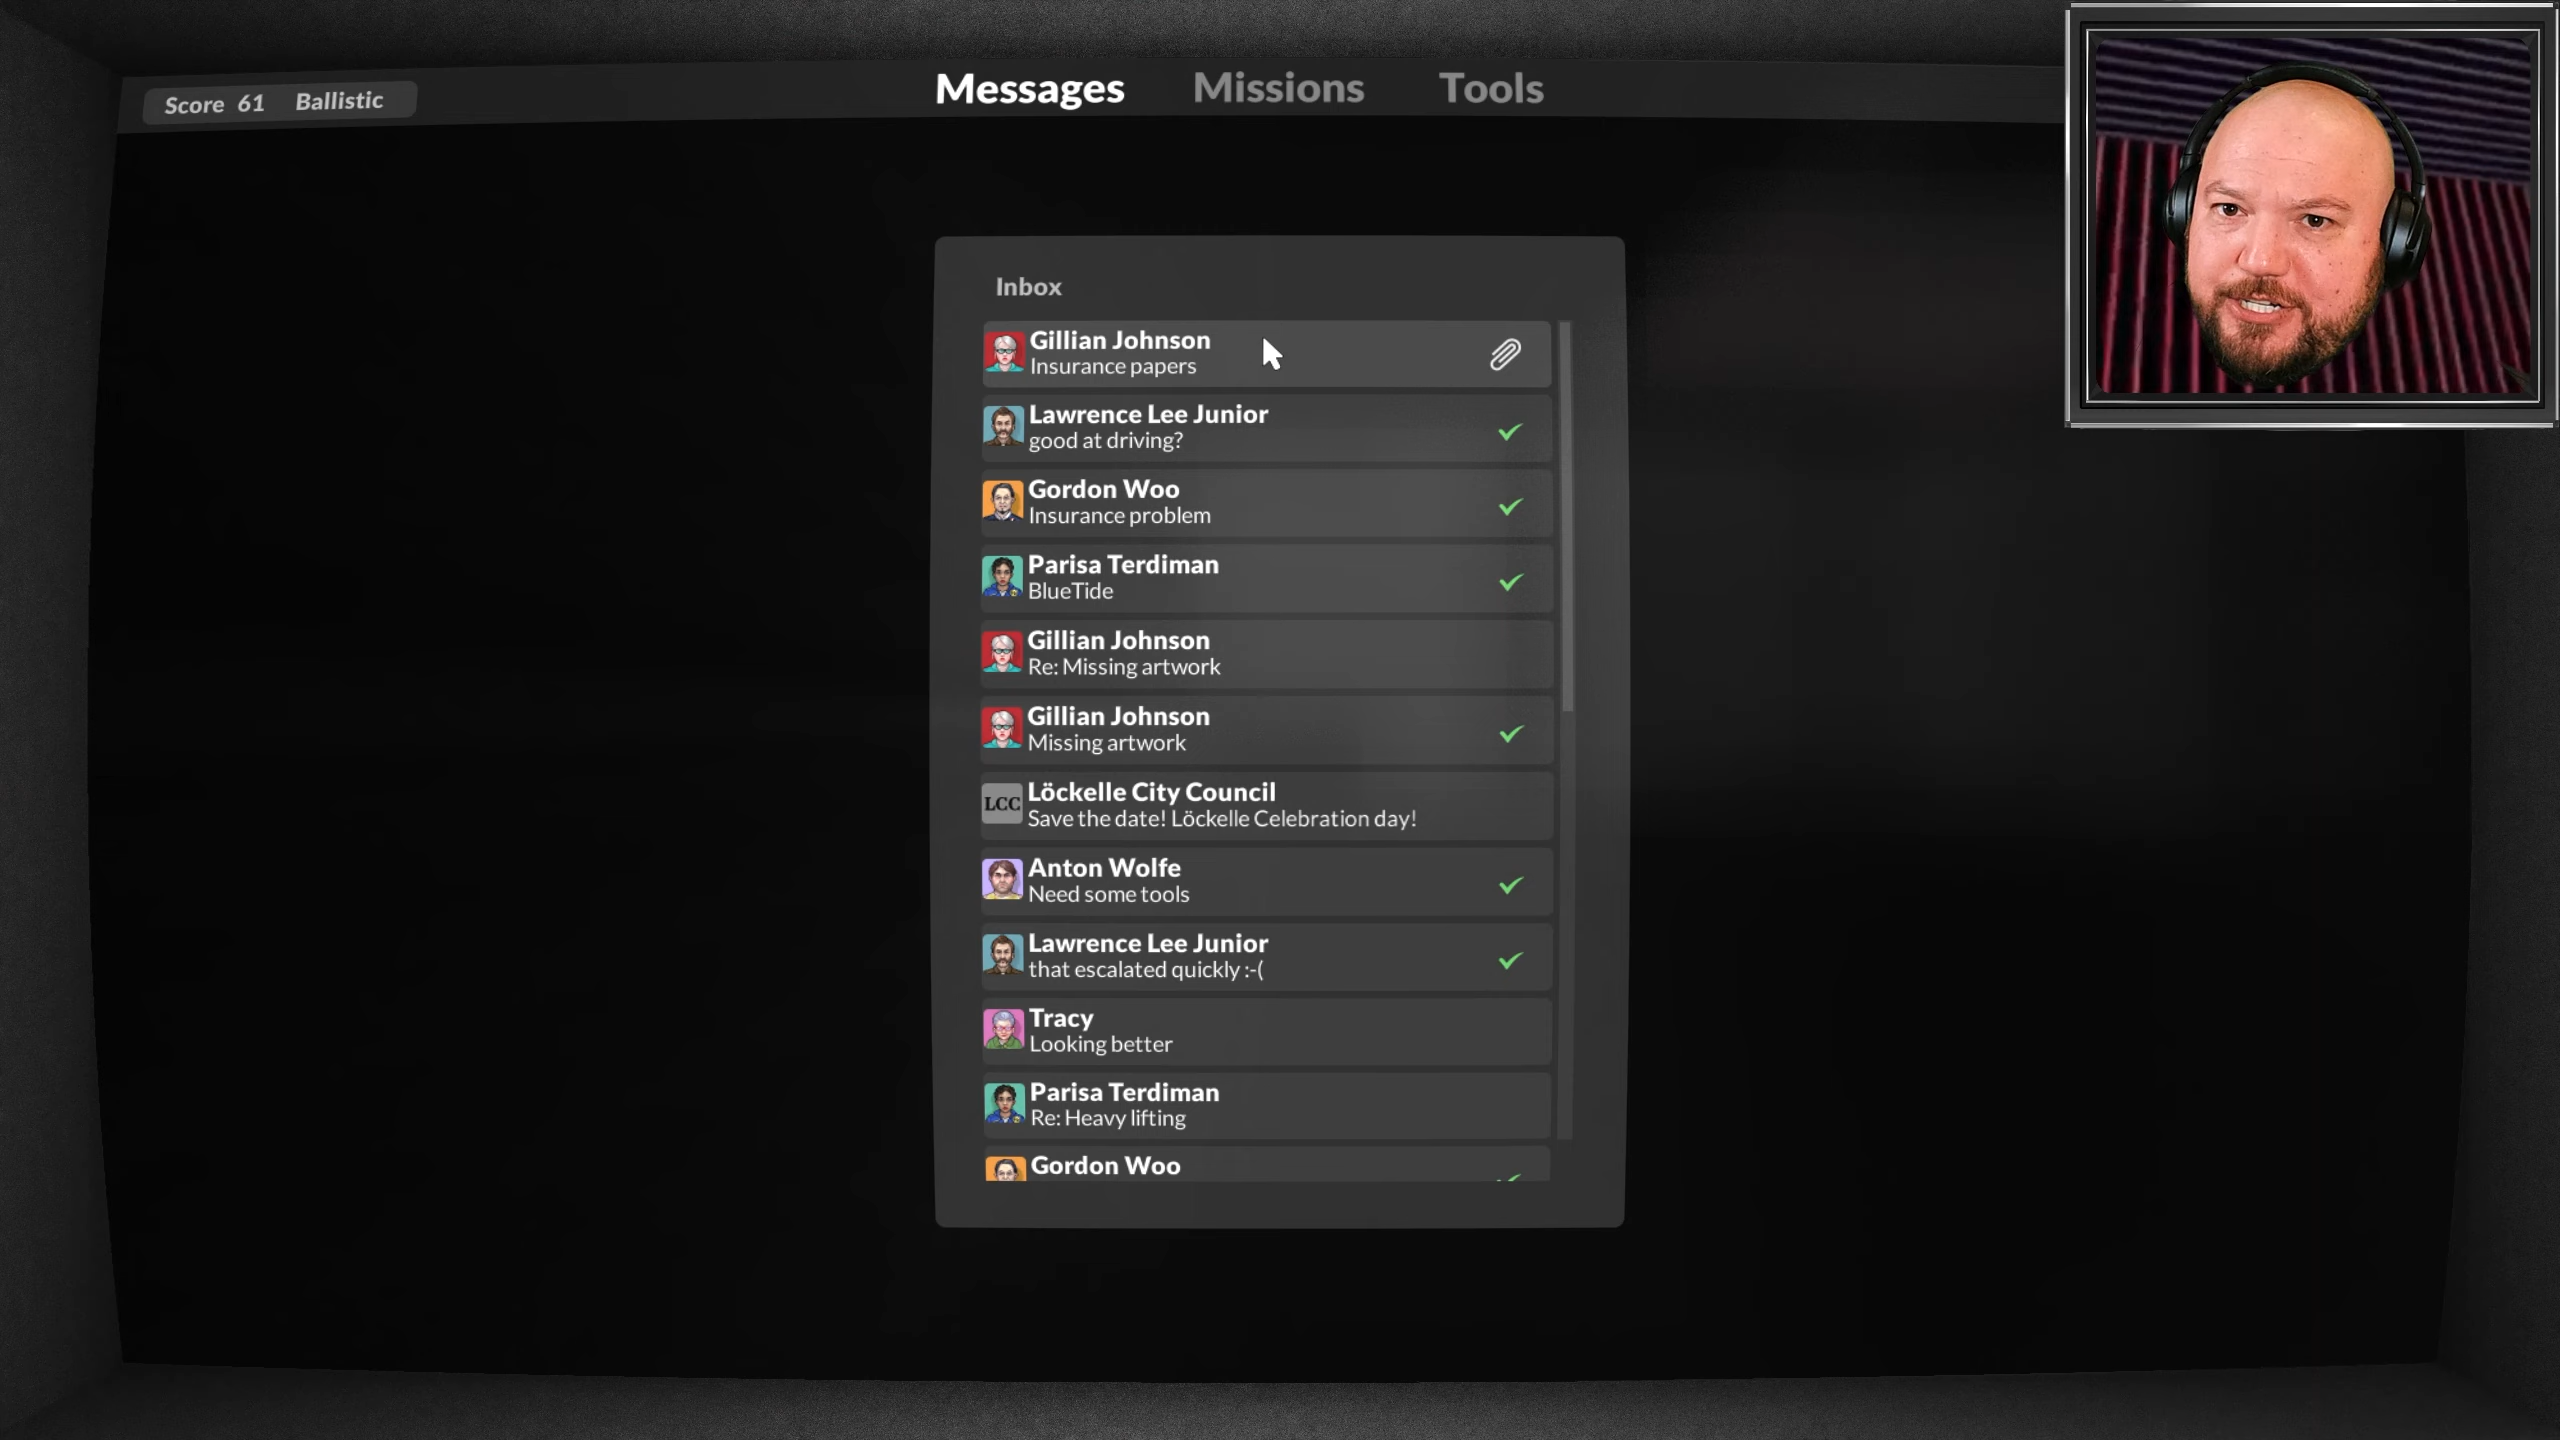 Score 61 Ballistic
Messages Missions Tools
Inbox
Gillian Johnson
Insurance papers
Lawrence Lee Junior
good at driving?
Gordon Woo
Insurance problem
Parisa Terdiman
BlueTide
Gillian Johnson
Re: Missing artwork
Gillian Johnson
Missing artwork
LCC
Löckelle City Council
Save the date! Löckelle Celebration day!
Anton Wolfe
Need some tools
Lawrence Lee Junior
that escalated quickly :-(
Tracy
Looking better
Parisa Terdiman
Re: Heavy lifting
Gordon Woo